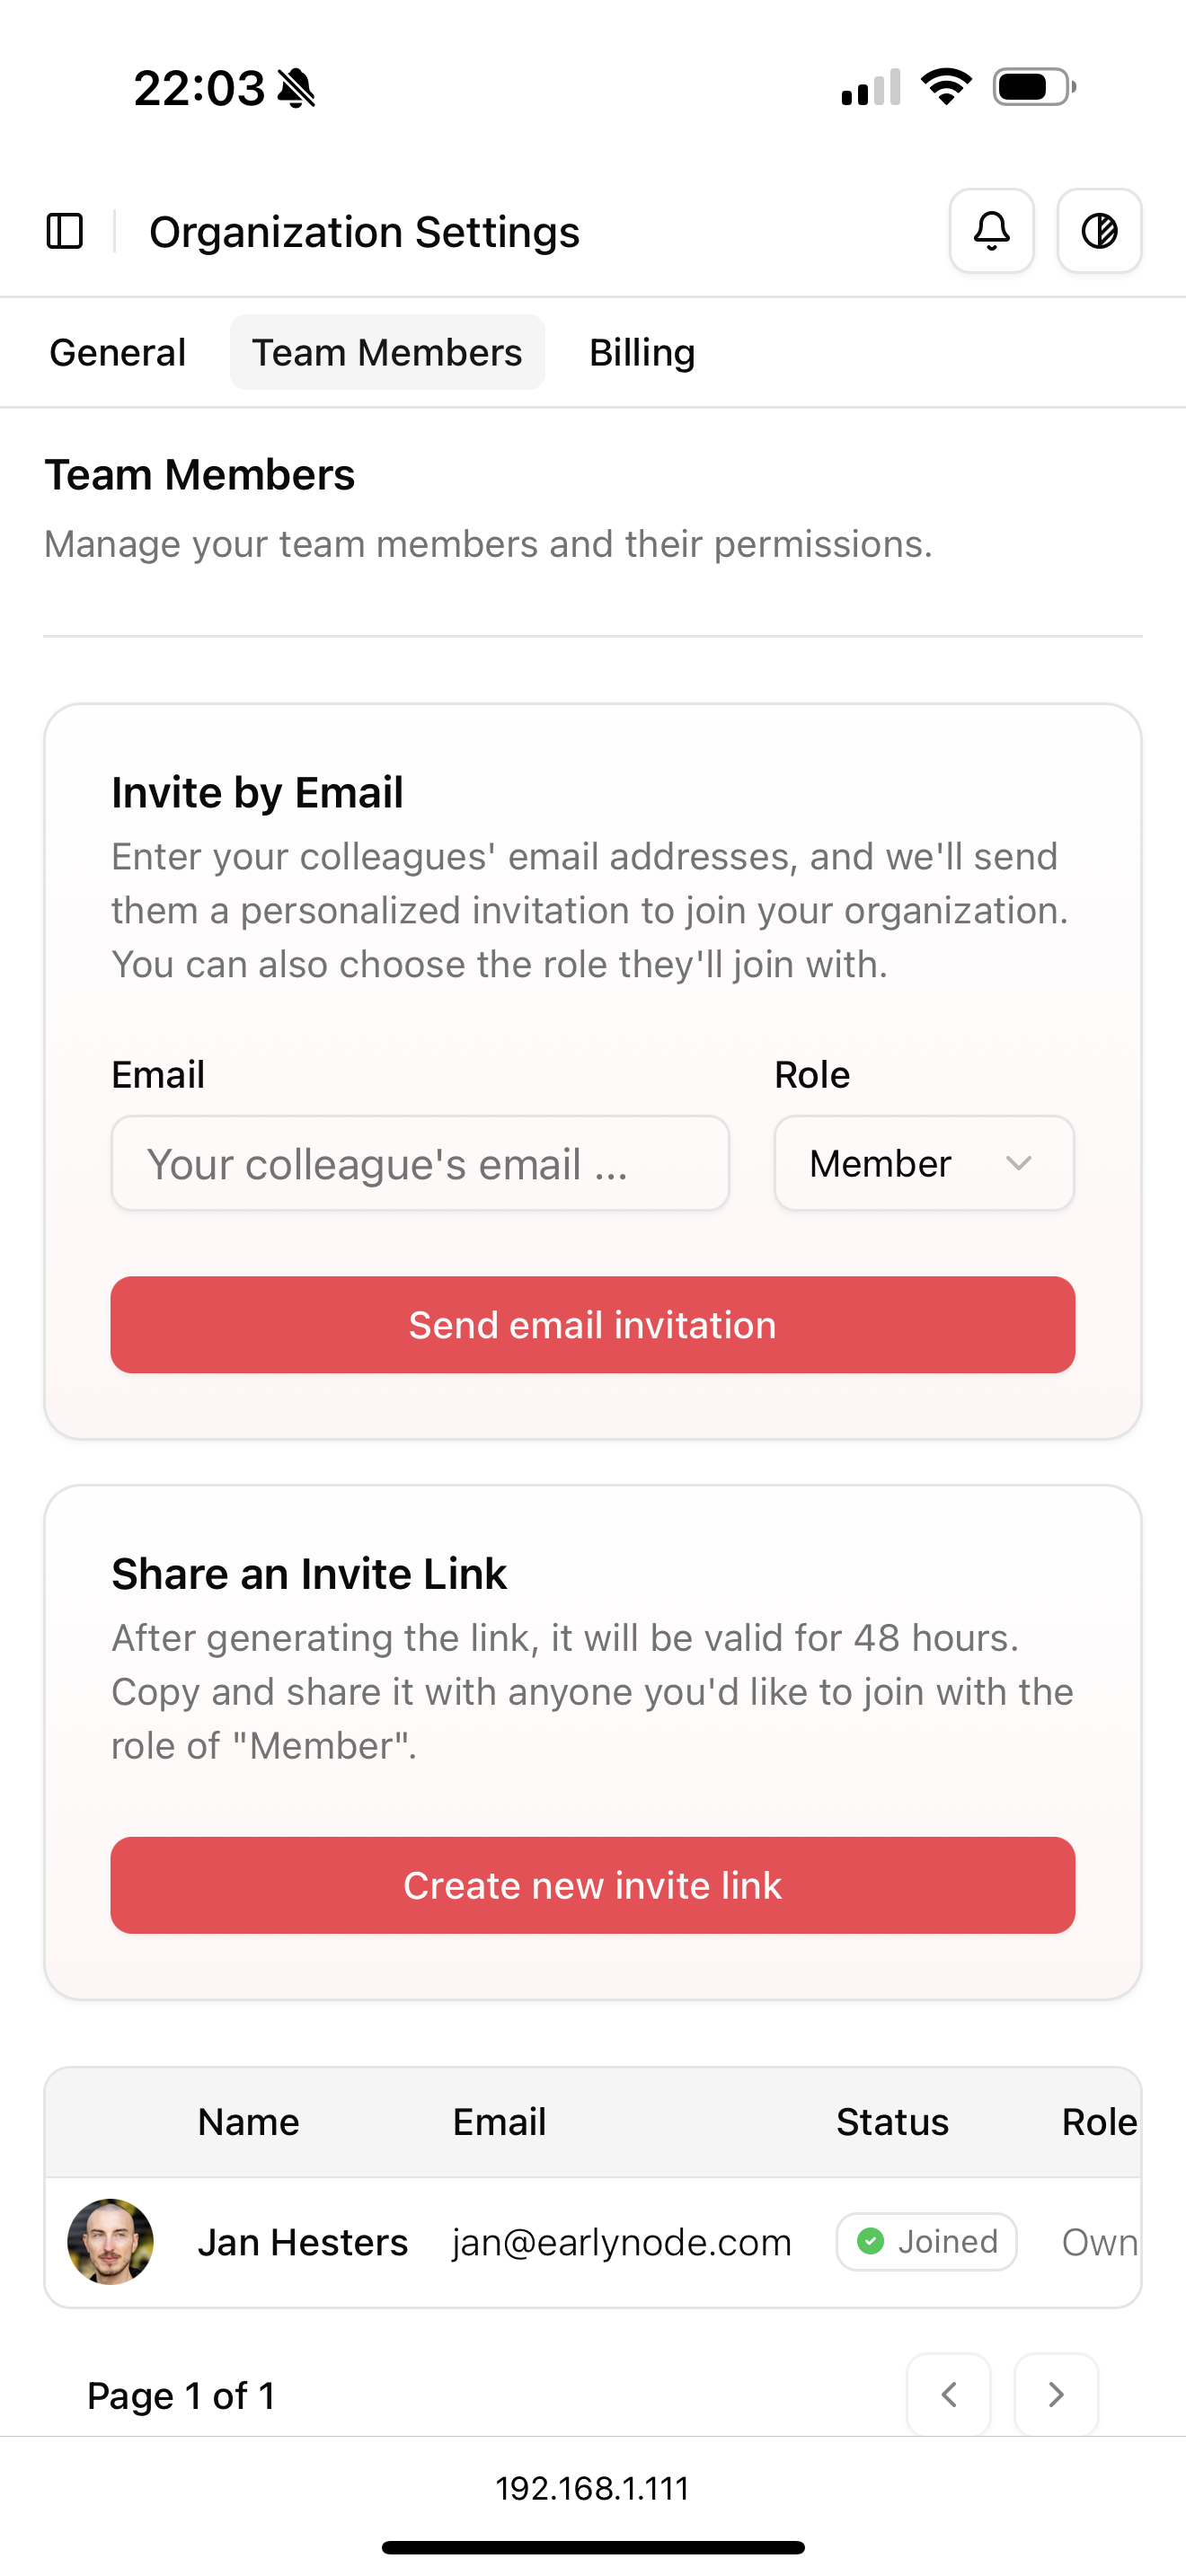 22:03
Organization Settings
General Team Members Billing
Team Members
Manage your team members and their permissions.
Invite by Email
Enter your colleagues' email addresses, and we'll send
them a personalized invitation to join your organization.
You can also choose the role they'll join with.
Email Role
Your colleague's email ... Member
Send email invitation
Share an Invite Link
After generating the link, it will be valid for 48 hours.
Copy and share it with anyone you'd like to join with the
role of "Member".
Create new invite link
Name Email Status Role
Jan Hesters jan@earlynode.com Joined Own
Page 1 of 1
192.168.1.111